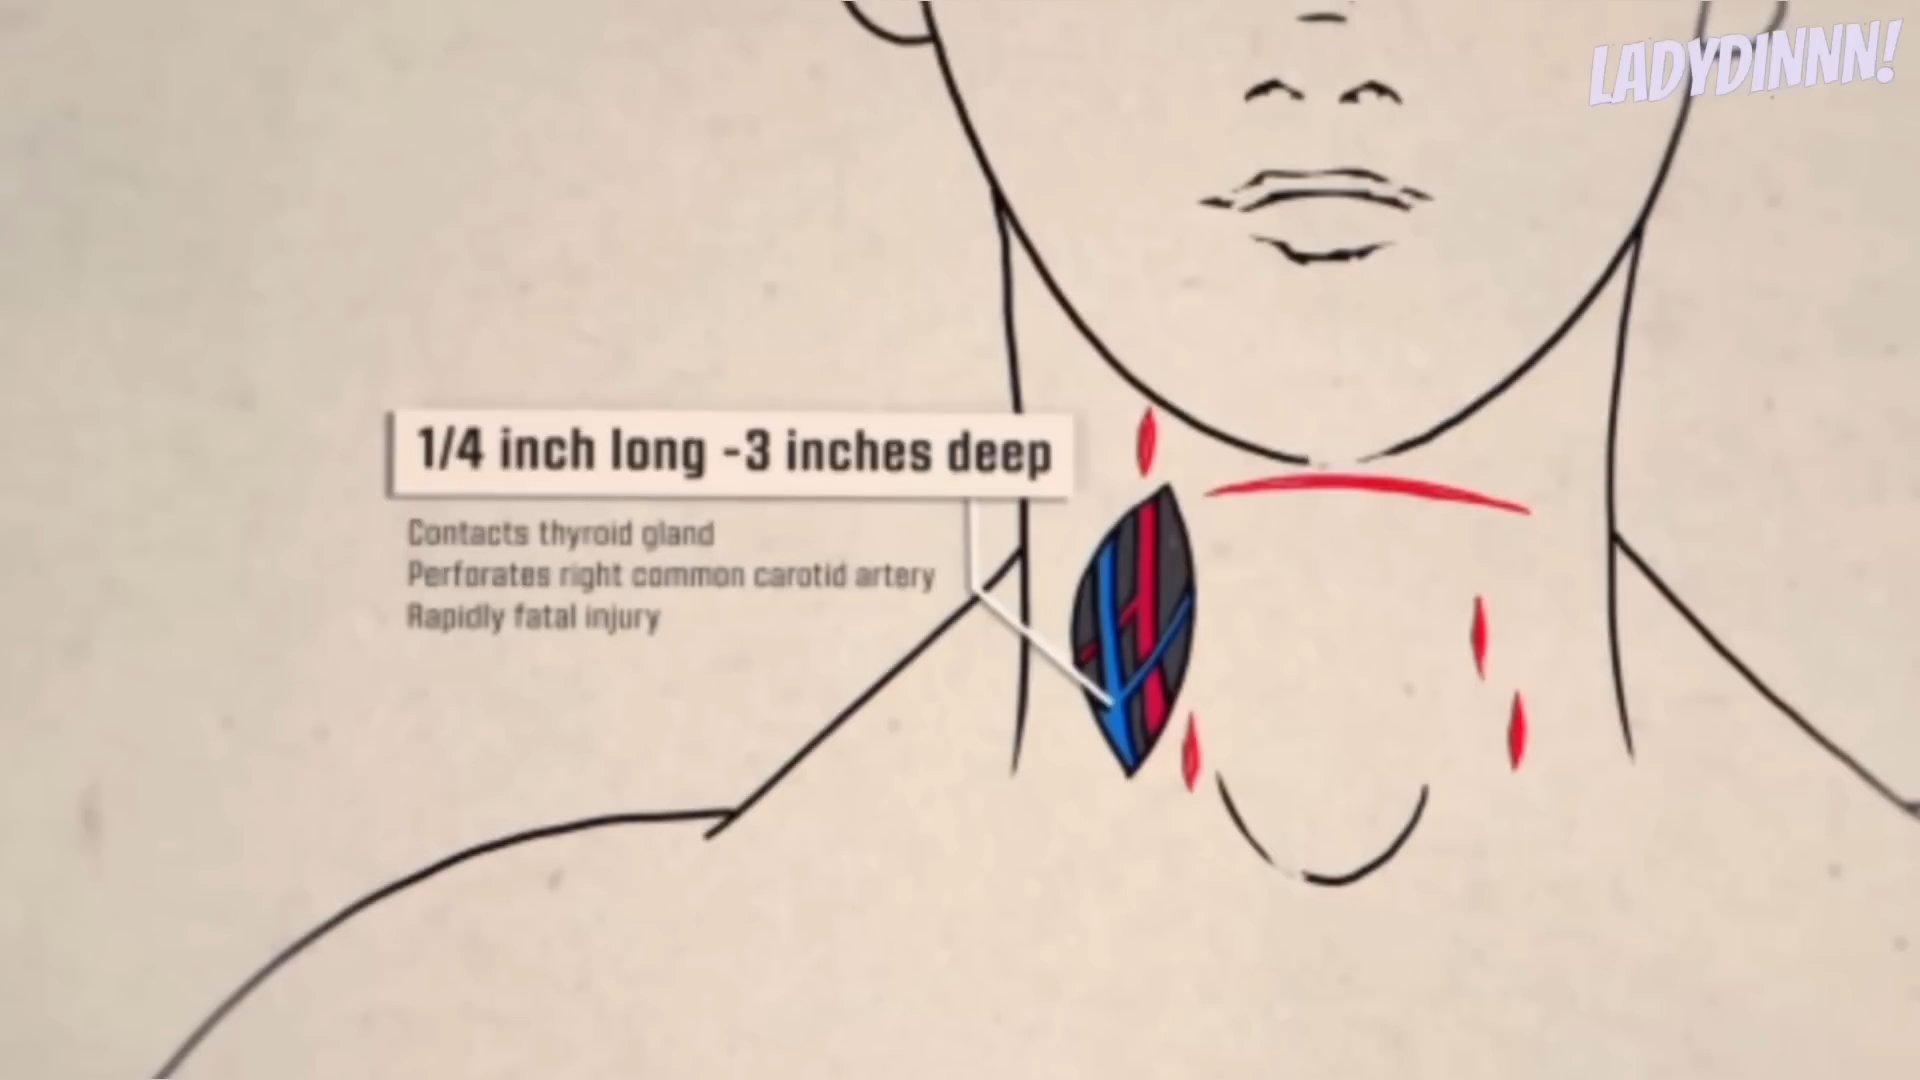 LADYDINNN!
1/4 inch long -3 inches deep
Contacts thyroid gland
Perforates right common carotid artery
Rapidly fatal injury